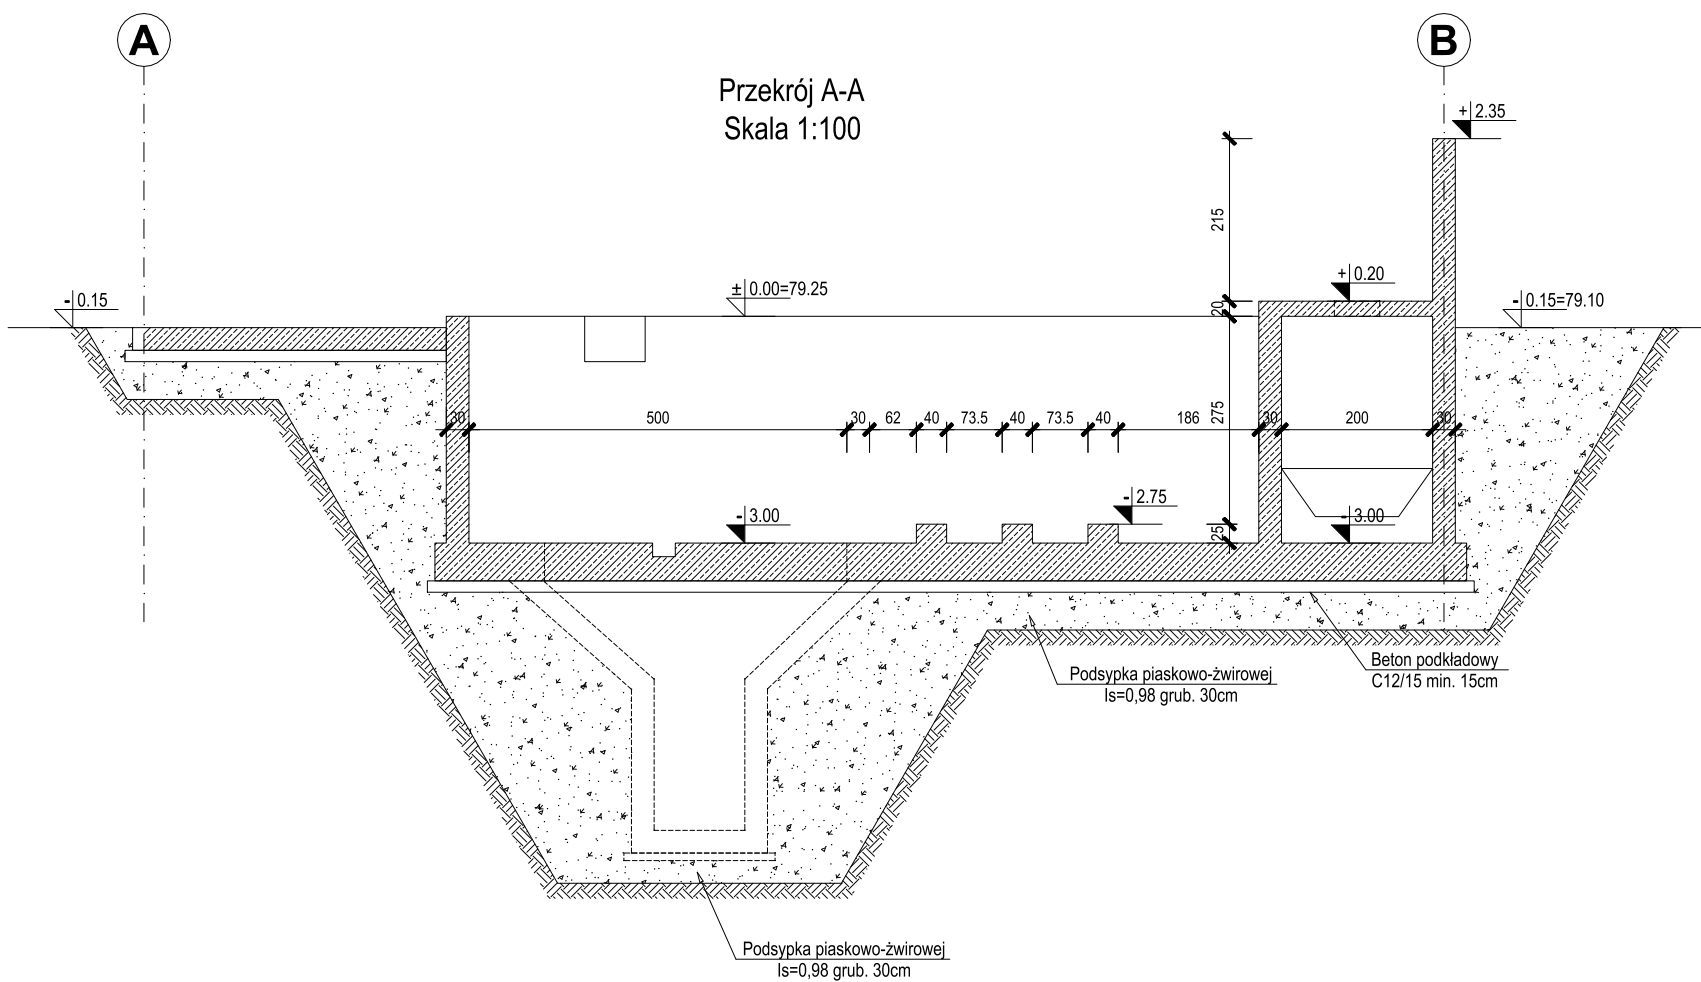 A
B
Przekrój A-A
Skala 1:100
+ 2.35
215
+ 0.20
- 0.15
± 0.00=79.25
20
- 0.15=79.10
30
500
30
62
40
73.5
40
73.5
40
186
275
30
200
30
- 2.75
- 3.00
25
- 3.00
Beton podkładowy
C12/15 min. 15cm
Podsypka piaskowo-żwirowej
Is=0,98 grub. 30cm
Podsypka piaskowo-żwirowej
Is=0,98 grub. 30cm